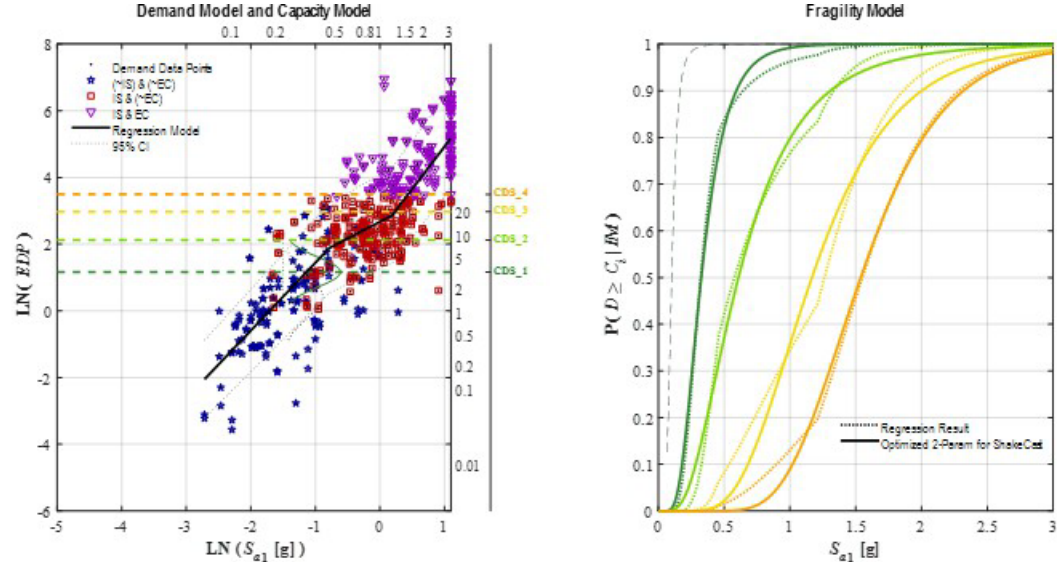 Demand Model and Capacity Model
0.1 0.2 0.5 0.81 1.5 2 3
8
6
4
2
0
-2
-4
-6
LN( EDP )
Demand Data Points
(~IS) & (~EC)
IS & (~EC)
IS & EC
Regression Model
95% CI
CDS_4
CDS_3
CDS_2
CDS_1
20
10
5
2
1
0.5
0.2
0.1
0.01
-5 -4 -3 -2 -1 0 1
LN ( Sa1 [g] )
Fragility Model
1
0.9
0.8
0.7
0.6
0.5
0.4
0.3
0.2
0.1
0
P( D ≥ Ci | IM)
Regression Result
Optimized 2-Param for ShakeCast
0 0.5 1 1.5 2 2.5 3
Sa1 [g]